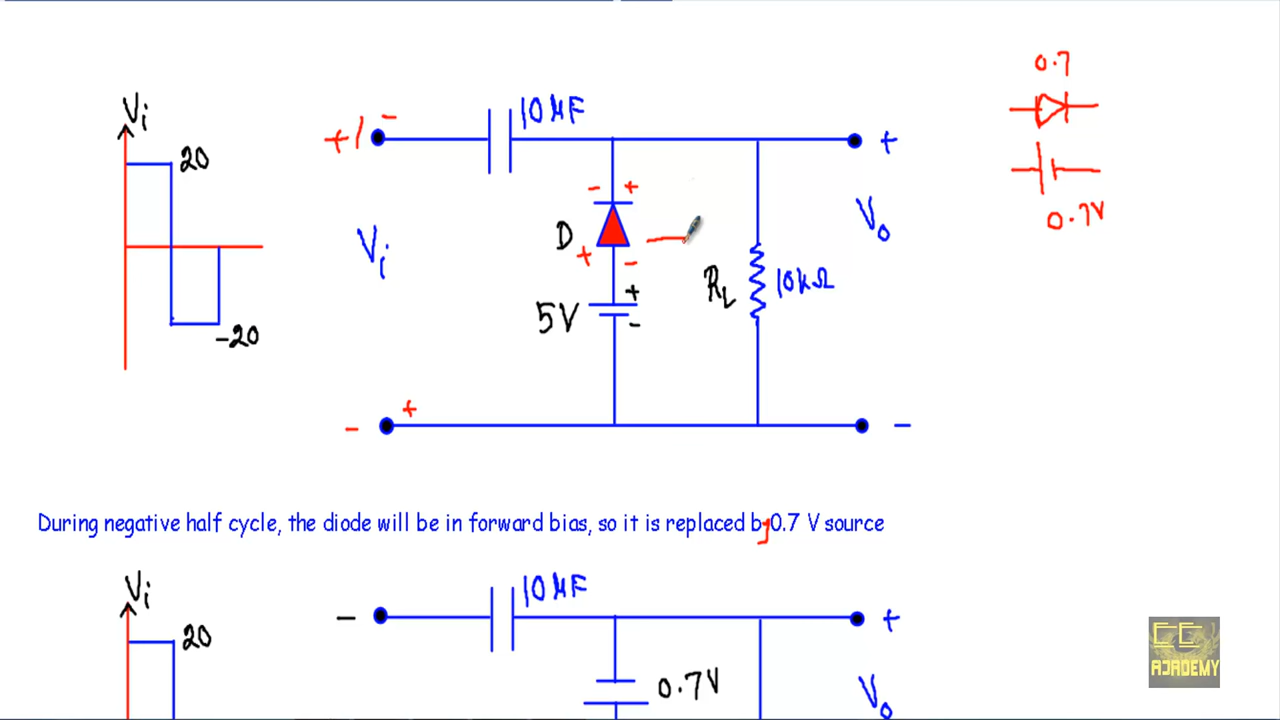 0.7
Vi
20
-20
+/-
10 µF
+
- +
D
+ -
Vi
Vo
0.7V
+
5V
-
RL
10kΩ
+
-
-
During negative half cycle, the diode will be in forward bias, so it is replaced by 0.7 V source
Vi
20
-
10 µF
+
0.7V
Vo
EE
ACADEMY